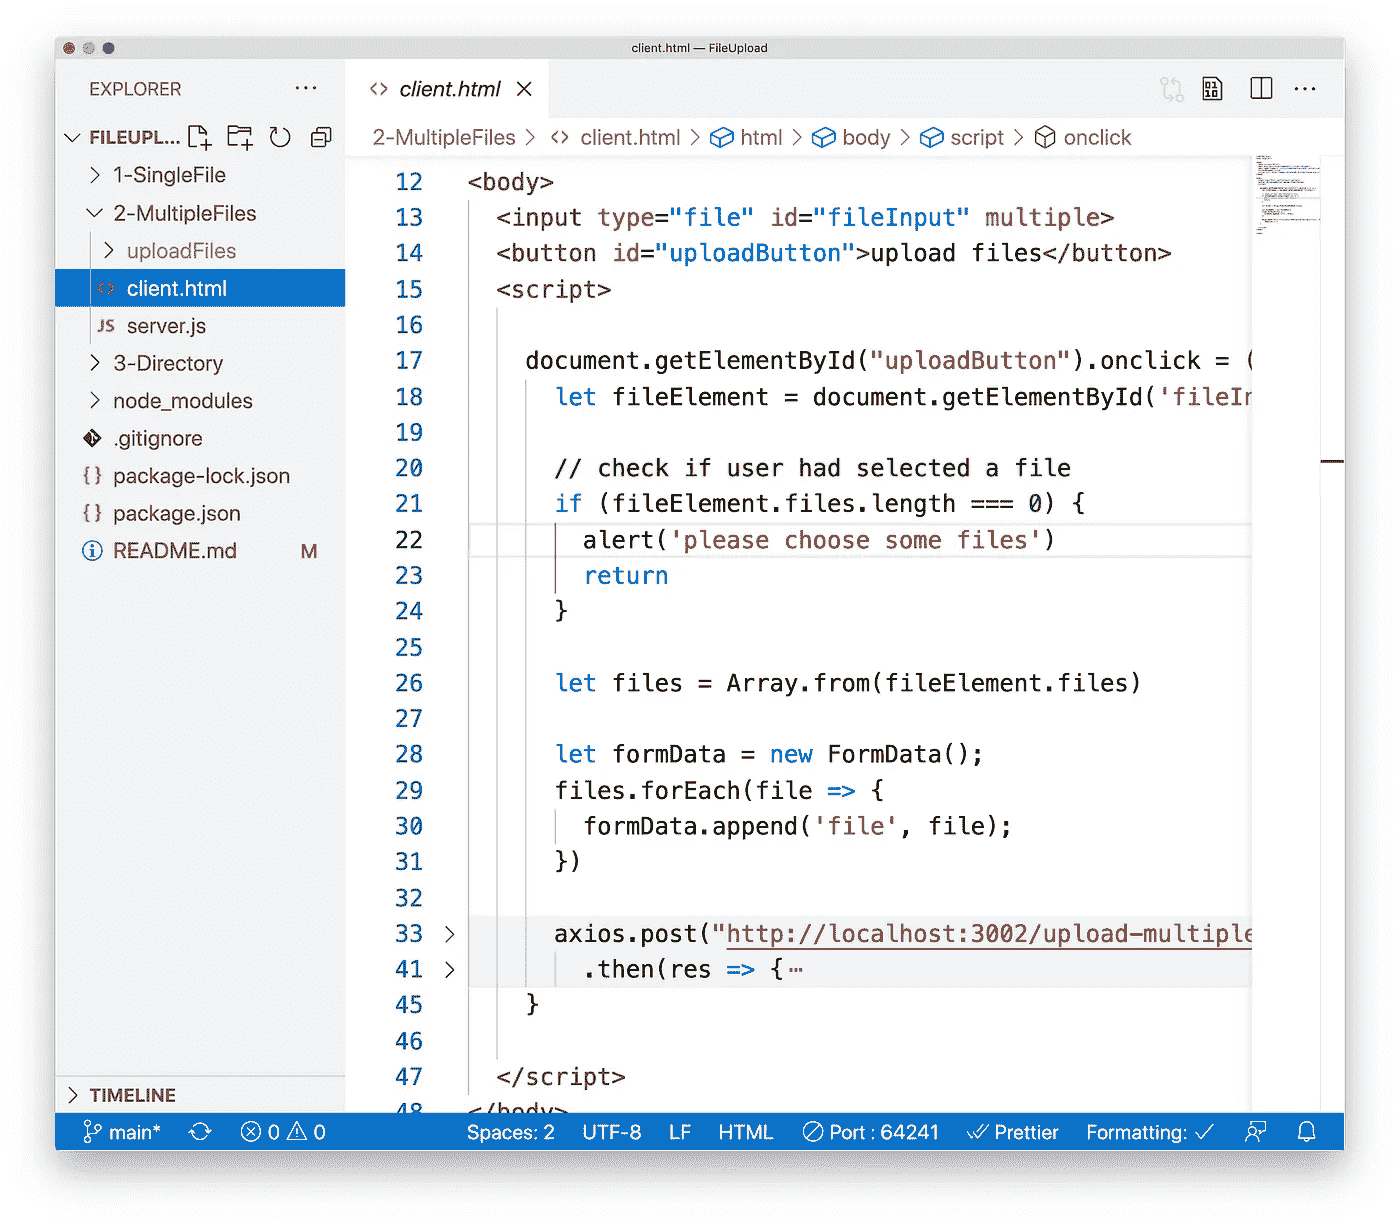 client.html — FileUpload
EXPLORER ···
<> client.html ×
FILEUPL...
2-MultipleFiles > <> client.html > html > body > script > onclick
1-SingleFile
2-MultipleFiles
uploadFiles
<> client.html
JS server.js
3-Directory
node_modules
.gitignore
{} package-lock.json
{} package.json
README.md M
12 <body>
13 <input type="file" id="fileInput" multiple>
14 <button id="uploadButton">upload files</button>
15 <script>
16
17 document.getElementById("uploadButton").onclick = (
18 let fileElement = document.getElementById('fileIn
19
20 // check if user had selected a file
21 if (fileElement.files.length === 0) {
22 alert('please choose some files')
23 return
24 }
25
26 let files = Array.from(fileElement.files)
27
28 let formData = new FormData();
29 files.forEach(file => {
30 formData.append('file', file);
31 })
32
33 > axios.post("http://localhost:3002/upload-multiple
41 > .then(res => {…
45 }
46
47 </script>
48 </body>
TIMELINE
main* 0 0 Spaces: 2 UTF-8 LF HTML Port : 64241 Prettier Formatting: ✓